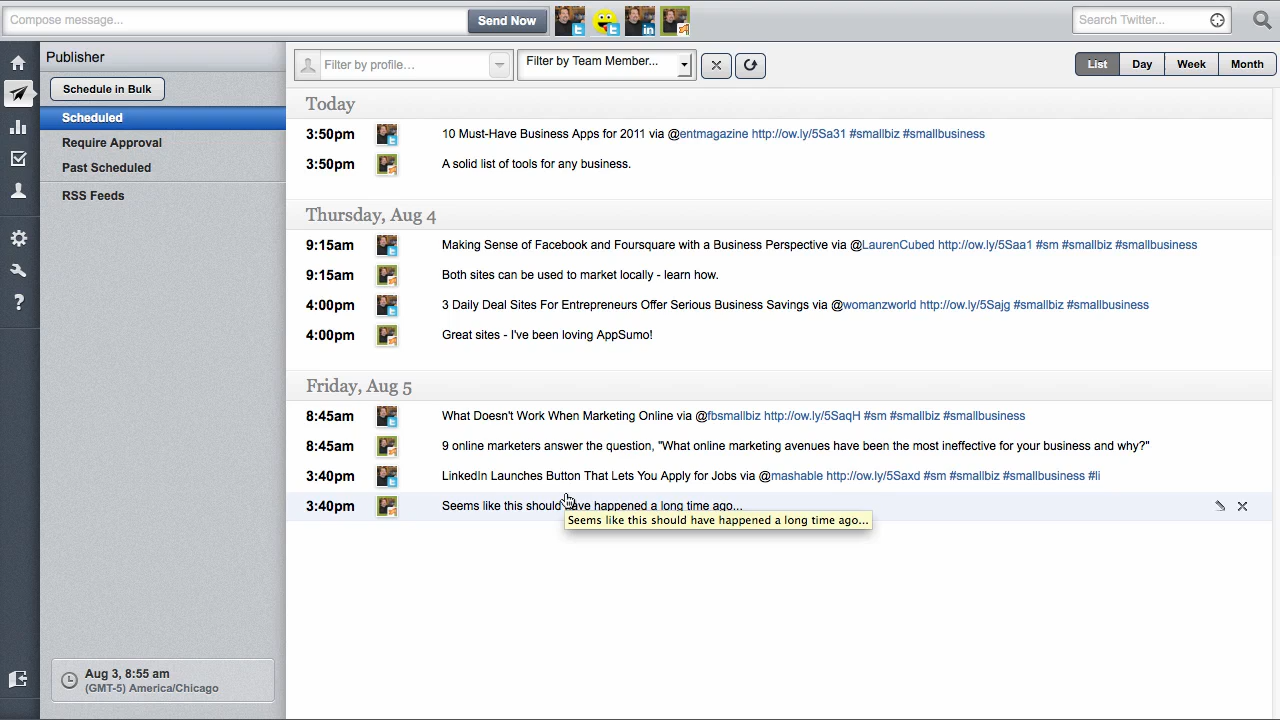 Compose message...
Send Now
Search Twitter...
Publisher
Schedule in Bulk
Scheduled
Require Approval
Past Scheduled
RSS Feeds
Aug 3, 8:55 am
(GMT-5) America/Chicago
Filter by profile...
Filter by Team Member...
List Day Week Month
Today
3:50pm 10 Must-Have Business Apps for 2011 via @entmagazine http://ow.ly/5Sa31 #smallbiz #smallbusiness
3:50pm A solid list of tools for any business.
Thursday, Aug 4
9:15am Making Sense of Facebook and Foursquare with a Business Perspective via @LaurenCubed http://ow.ly/5Saa1 #sm #smallbiz #smallbusiness
9:15am Both sites can be used to market locally - learn how.
4:00pm 3 Daily Deal Sites For Entrepreneurs Offer Serious Business Savings via @womanzworld http://ow.ly/5Sajg #smallbiz #smallbusiness
4:00pm Great sites - I've been loving AppSumo!
Friday, Aug 5
8:45am What Doesn't Work When Marketing Online via @fbsmallbiz http://ow.ly/5SaqH #sm #smallbiz #smallbusiness
8:45am 9 online marketers answer the question, "What online marketing avenues have been the most ineffective for your business and why?"
3:40pm LinkedIn Launches Button That Lets You Apply for Jobs via @mashable http://ow.ly/5Saxd #sm #smallbiz #smallbusiness #li
3:40pm Seems like this should have happened a long time ago...
Seems like this should have happened a long time ago...